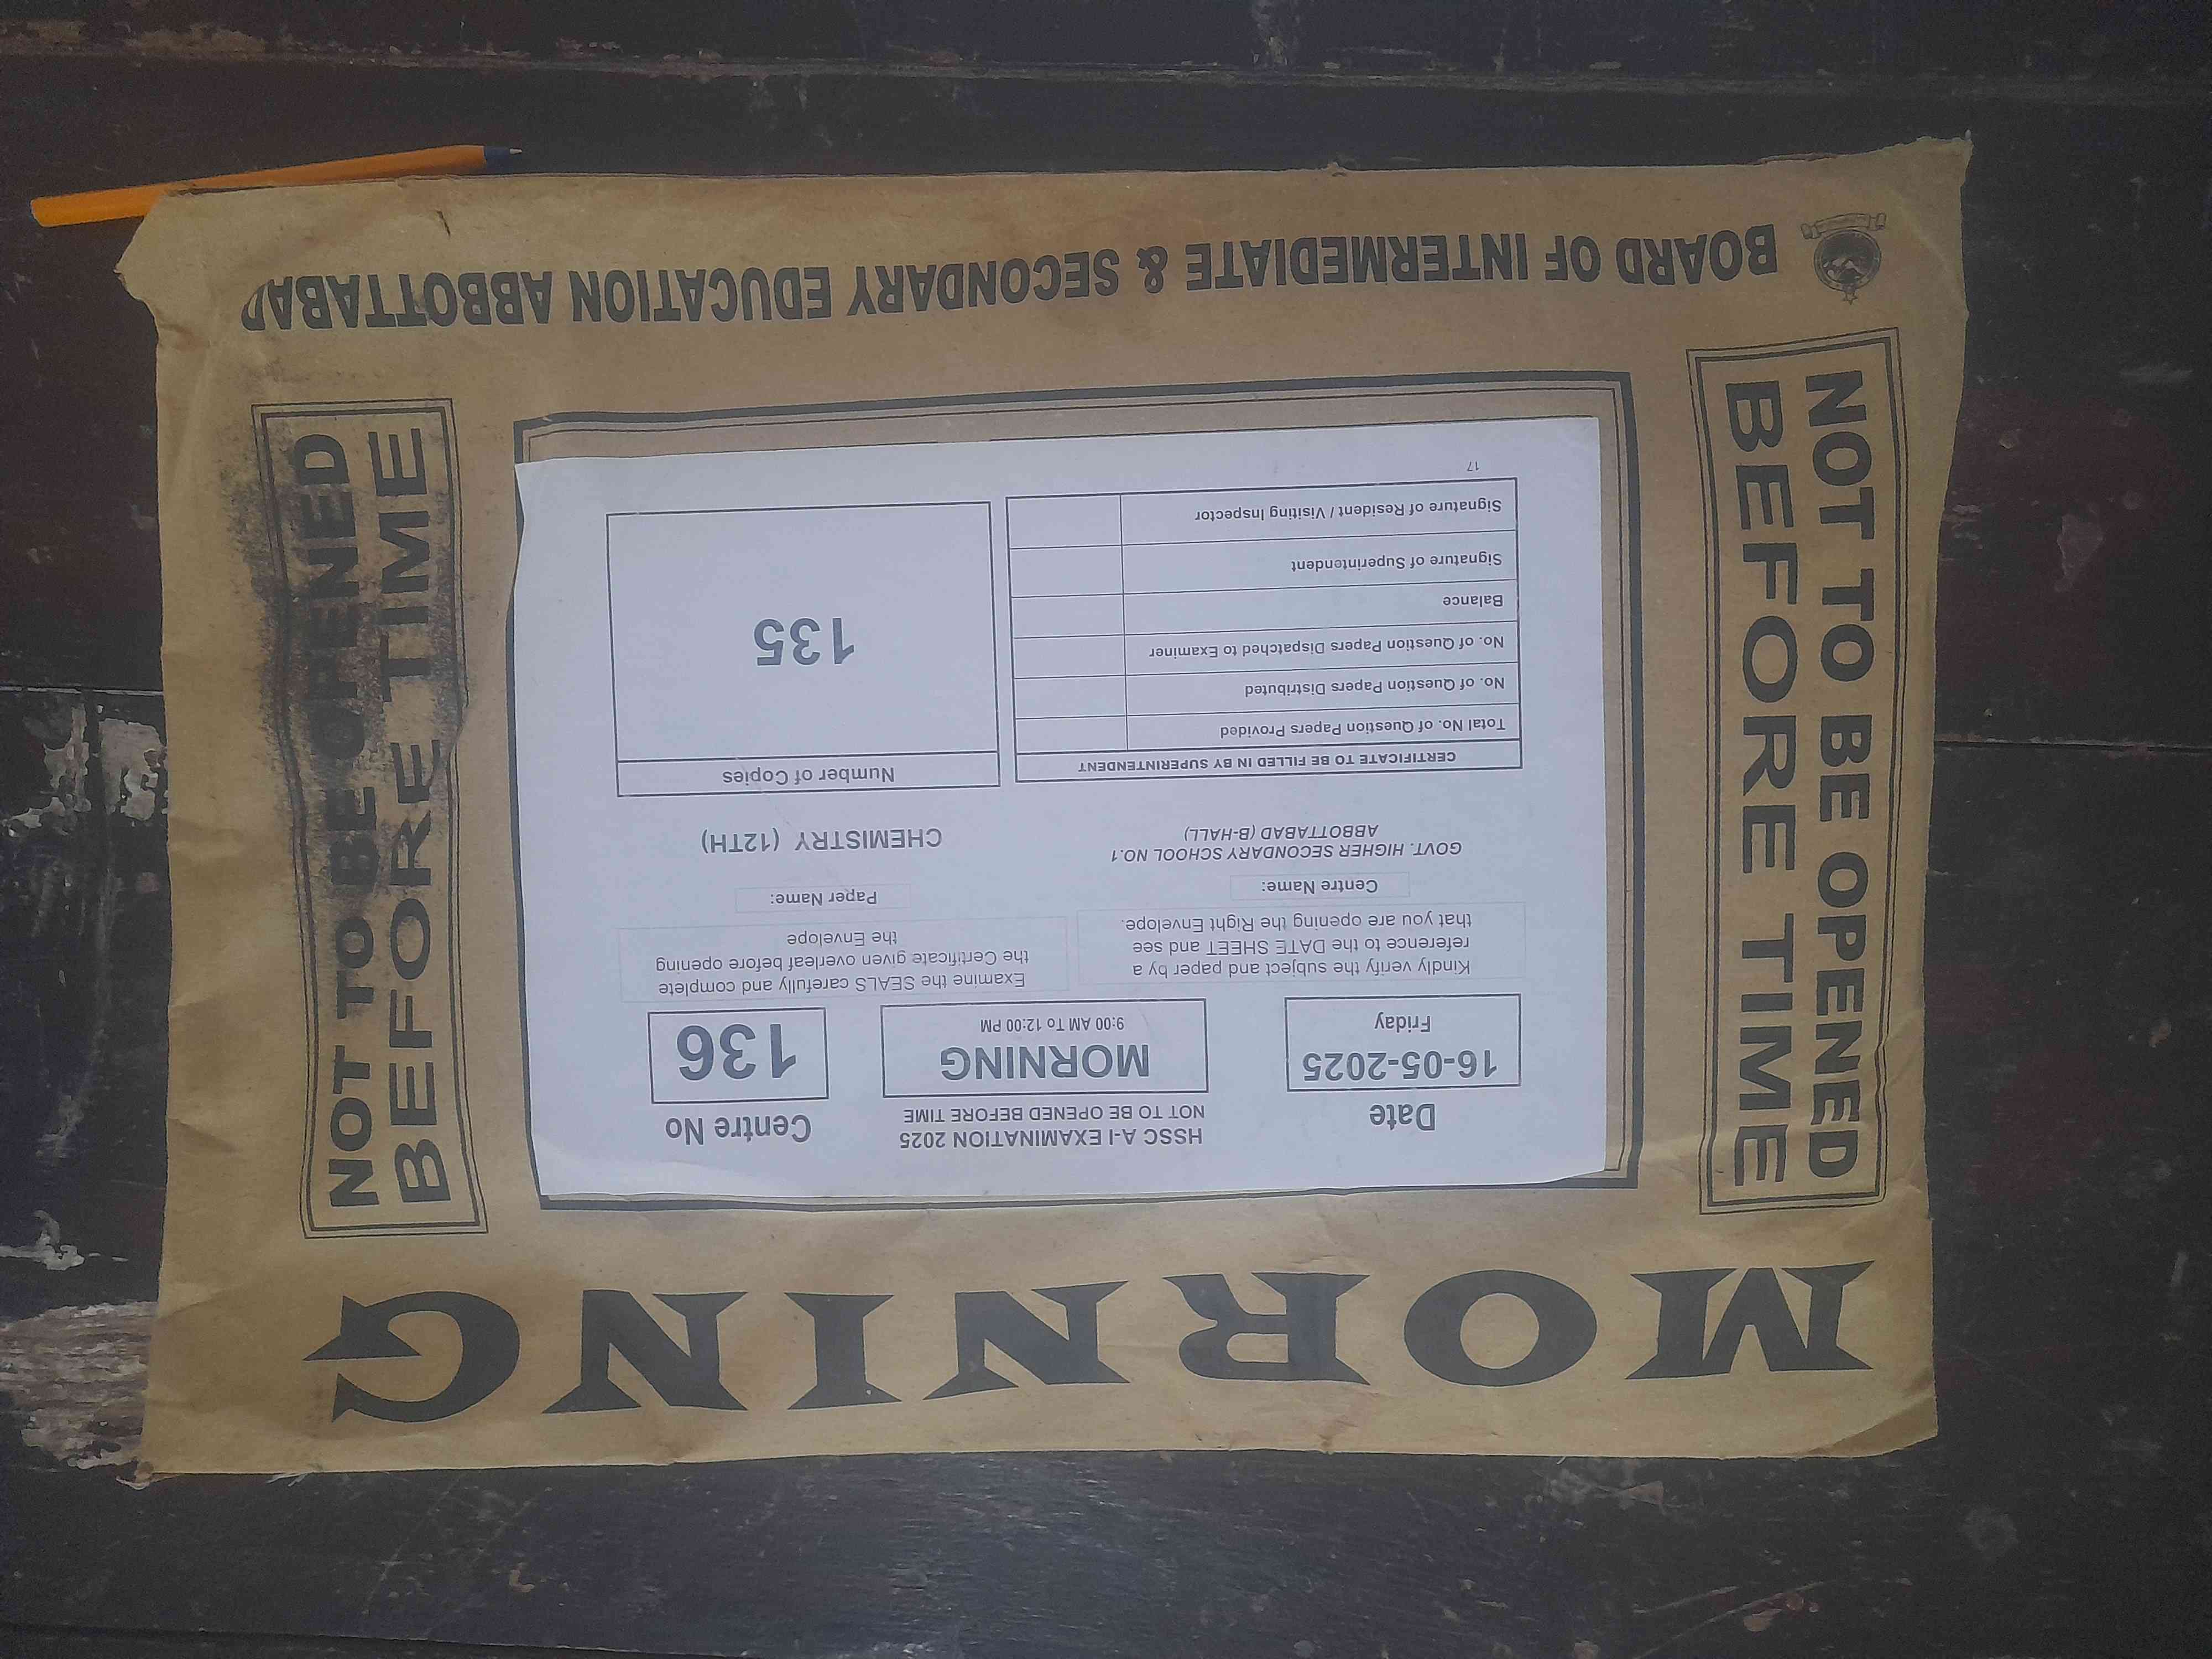 MORNING
NOT TO BE OPENED
BEFORE TIME
HSSC A-I EXAMINATION 2025
NOT TO BE OPENED BEFORE TIME
Date
16-05-2025
Friday
MORNING
9:00 AM To 12:00 PM
Centre No
136
Kindly verify the subject and paper by a
reference to the DATE SHEET and see
that you are opening the Right Envelope.
Examine the SEALS carefully and complete
the Certificate given overleaf before opening
the Envelope
Centre Name:
GOVT. HIGHER SECONDARY SCHOOL NO.1
ABBOTTABAD (B-HALL)
Paper Name:
CHEMISTRY (12TH)
CERTIFICATE TO BE FILLED IN BY SUPERINTENDENT
Total No. of Question Papers Provided
No. of Question Papers Distributed
No. of Question Papers Dispatched to Examiner
Balance
Signature of Superintendent
Signature of Resident / Visiting Inspector
17
Number of Copies
135
NOT TO BE OPENED
BEFORE TIME
BOARD OF INTERMEDIATE & SECONDARY EDUCATION ABBOTTABAD